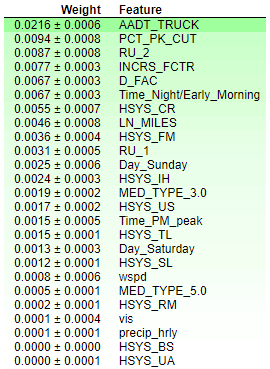 Weight Feature
0.0216 ± 0.0006 AADT_TRUCK
0.0094 ± 0.0008 PCT_PK_CUT
0.0087 ± 0.0008 RU_2
0.0077 ± 0.0003 INCRS_FCTR
0.0067 ± 0.0003 D_FAC
0.0067 ± 0.0003 Time_Night/Early_Morning
0.0055 ± 0.0007 HSYS_CR
0.0046 ± 0.0008 LN_MILES
0.0036 ± 0.0004 HSYS_FM
0.0031 ± 0.0005 RU_1
0.0025 ± 0.0006 Day_Sunday
0.0024 ± 0.0003 HSYS_IH
0.0019 ± 0.0002 MED_TYPE_3.0
0.0017 ± 0.0002 HSYS_US
0.0015 ± 0.0005 Time_PM_peak
0.0015 ± 0.0001 HSYS_TL
0.0013 ± 0.0003 Day_Saturday
0.0012 ± 0.0001 HSYS_SL
0.0008 ± 0.0006 wspd
0.0005 ± 0.0001 MED_TYPE_5.0
0.0002 ± 0.0001 HSYS_RM
0.0001 ± 0.0004 vis
0.0001 ± 0.0001 precip_hrly
0.0000 ± 0.0000 HSYS_BS
0.0000 ± 0.0001 HSYS_UA